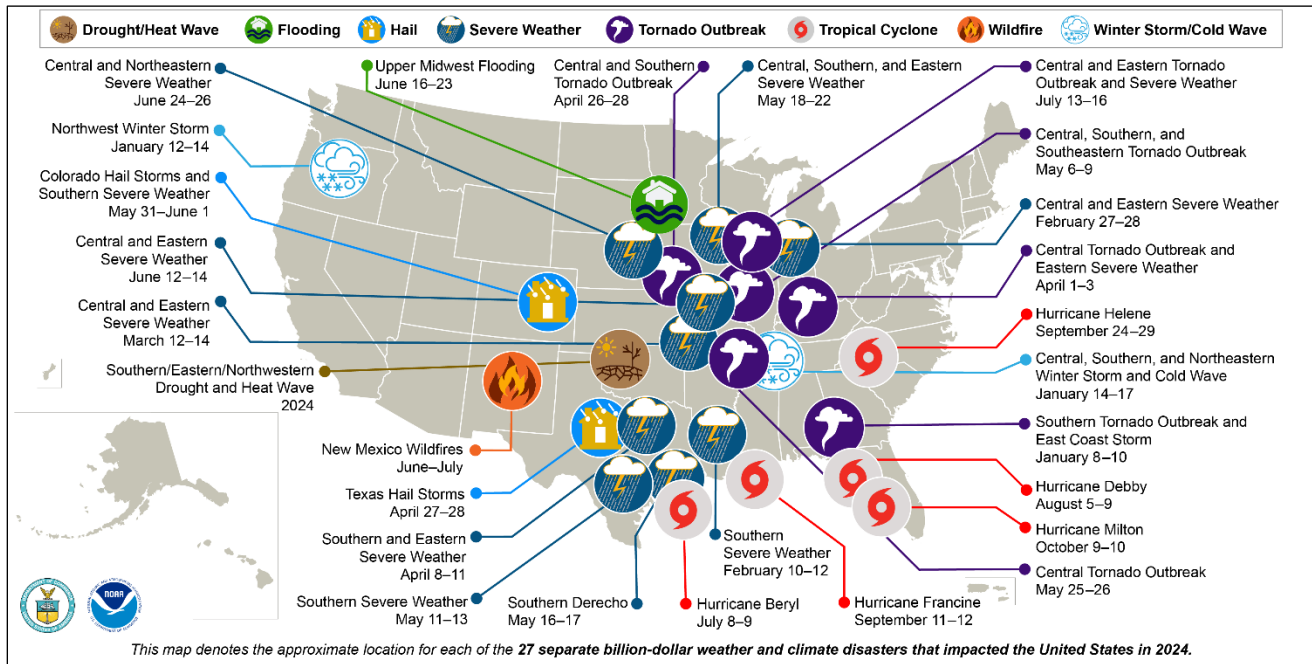 Drought/Heat Wave
Flooding
Hail
Severe Weather
Tornado Outbreak
Tropical Cyclone
Wildfire
Winter Storm/Cold Wave
Central and Northeastern
Severe Weather
June 24–26
Upper Midwest Flooding
June 16–23
Central and Southern
Tornado Outbreak
April 26–28
Central, Southern, and Eastern
Severe Weather
May 18–22
Central and Eastern Tornado
Outbreak and Severe Weather
July 13–16
Northwest Winter Storm
January 12–14
Central, Southern, and
Southeastern Tornado Outbreak
May 6–9
Colorado Hail Storms and
Southern Severe Weather
May 31–June 1
Central and Eastern Severe Weather
February 27–28
Central and Eastern
Severe Weather
June 12–14
Central Tornado Outbreak and
Eastern Severe Weather
April 1–3
Central and Eastern
Severe Weather
March 12–14
Hurricane Helene
September 24–29
Southern/Eastern/Northwestern
Drought and Heat Wave
2024
Central, Southern, and Northeastern
Winter Storm and Cold Wave
January 14–17
New Mexico Wildfires
June–July
Southern Tornado Outbreak and
East Coast Storm
January 8–10
Texas Hail Storms
April 27–28
Hurricane Debby
August 5–9
Southern and Eastern
Severe Weather
April 8–11
Southern
Severe Weather
February 10–12
Hurricane Milton
October 9–10
Southern Severe Weather
May 11–13
Southern Derecho
May 16–17
Hurricane Beryl
July 8–9
Hurricane Francine
September 11–12
Central Tornado Outbreak
May 25–26
NOAA
This map denotes the approximate location for each of the 27 separate billion-dollar weather and climate disasters that impacted the United States in 2024.